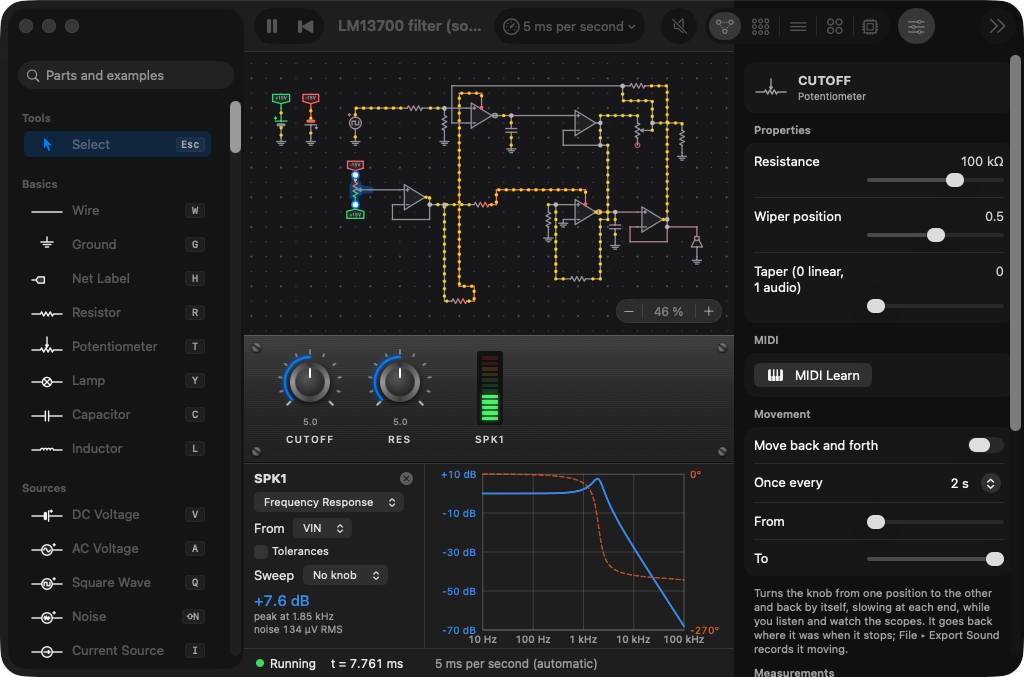 LM13700 filter (so...
5 ms per second
Parts and examples
Tools
Select Esc
Basics
Wire W
Ground G
Net Label H
Resistor R
Potentiometer T
Lamp Y
Capacitor C
Inductor L
Sources
DC Voltage V
AC Voltage A
Square Wave Q
Noise ⇧N
Current Source I
+15V
-15V
-15V
+15V
− 46 % +
5.0
CUTOFF
5.0
RES
SPK1
SPK1
Frequency Response
From VIN
Tolerances
Sweep No knob
+7.6 dB
peak at 1.85 kHz
noise 134 µV RMS
+10 dB
-10 dB
-30 dB
-50 dB
-70 dB
0°
-270°
10 Hz 100 Hz 1 kHz 10 kHz 100 kHz
Running t = 7.761 ms 5 ms per second (automatic)
CUTOFF
Potentiometer
Properties
Resistance 100 kΩ
Wiper position 0.5
Taper (0 linear, 0
1 audio)
MIDI
MIDI Learn
Movement
Move back and forth
Once every 2 s
From
To
Turns the knob from one position to the other
and back by itself, slowing at each end, while
you listen and watch the scopes. It goes back
where it was when it stops; File ▸ Export Sound
records it moving.
Measurements